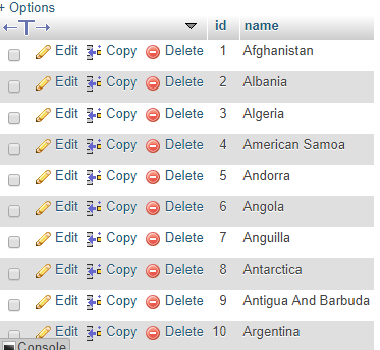 + Options
id name
Edit Copy Delete 1 Afghanistan
Edit Copy Delete 2 Albania
Edit Copy Delete 3 Algeria
Edit Copy Delete 4 American Samoa
Edit Copy Delete 5 Andorra
Edit Copy Delete 6 Angola
Edit Copy Delete 7 Anguilla
Edit Copy Delete 8 Antarctica
Edit Copy Delete 9 Antigua And Barbuda
Edit Copy Delete 10 Argentina
Console